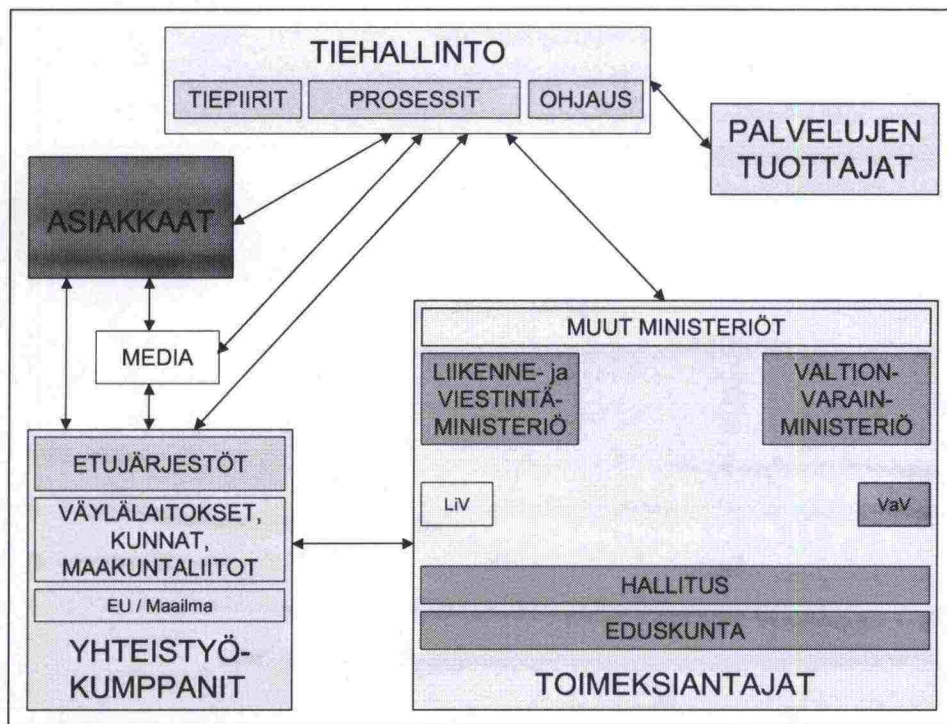 TIEHALLINTO
TIEPIIRIT
PROSESSIT
OHJAUS
PALVELUJEN
TUOTTAJAT
ASIAKKAAT
MEDIA
MUUT MINISTERIÖT
LIIKENNE- ja
VIESTINTÄ-
MINISTERIÖ
VALTION-
VARAIN-
MINISTERIÖ
LiV
VaV
HALLITUS
EDUSKUNTA
TOIMEKSIANTAJAT
ETUJÄRJESTÖT
VÄYLÄLAITOKSET,
KUNNAT,
MAAKUNTALIITOT
EU / Maailma
YHTEISTYÖ-
KUMPPANIT